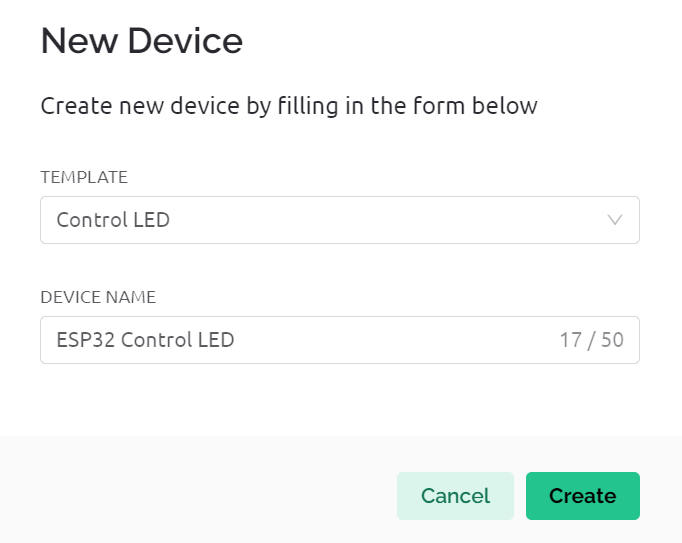 New Device
Create new device by filling in the form below
TEMPLATE
Control LED
DEVICE NAME
ESP32 Control LED 17 / 50
Cancel Create